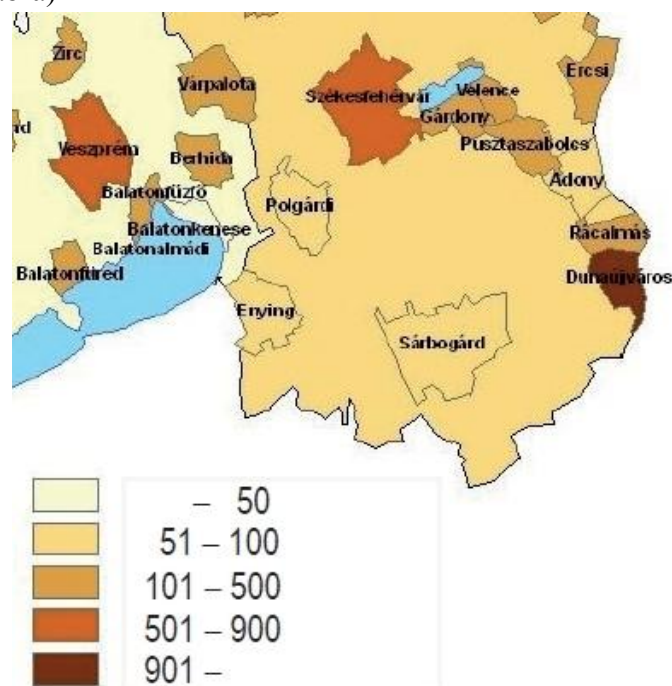 Zirc
Várpalota
Székesfehérvár
Velence
Ercsi
Gárdony
Veszprém
Berhida
Pusztaszabolcs
Adony
Balatonfűzfő
Polgárdi
Balatonkenese
Balatonalmádi
Rácalmás
Balatonfüred
Dunaújváros
Enying
Sárbogárd
– 50
51 – 100
101 – 500
501 – 900
901 –